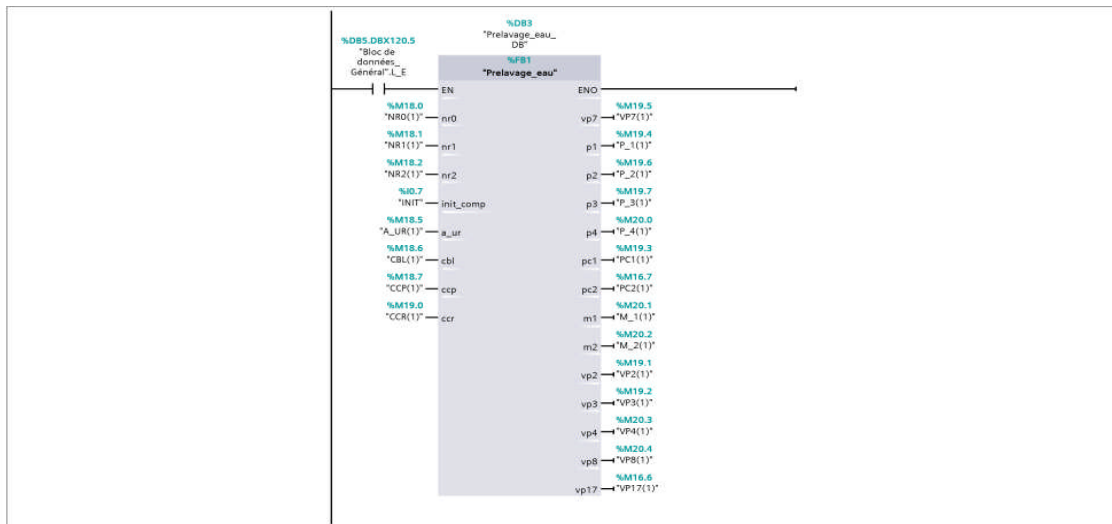 %DB3
"Prelavage_eau_
DB"
%DB5.DBX120.5
"Bloc de
données_
Général".L_E
%FB1
"Prelavage_eau"
EN
ENO
%M18.0
"NR0(1)"
nr0
%M19.5
vp7
"VP7(1)"
%M18.1
"NR1(1)"
nr1
%M19.4
p1
"P_1(1)"
%M18.2
"NR2(1)"
nr2
%M19.6
p2
"P_2(1)"
%I0.7
"INIT"
init_comp
%M19.7
p3
"P_3(1)"
%M18.5
"A_UR(1)"
a_ur
%M20.0
p4
"P_4(1)"
%M18.6
"CBL(1)"
cbl
%M19.3
pc1
"PC1(1)"
%M18.7
"CCP(1)"
ccp
%M16.7
pc2
"PC2(1)"
%M19.0
"CCR(1)"
ccr
%M20.1
m1
"M_1(1)"
%M20.2
m2
"M_2(1)"
%M19.1
vp2
"VP2(1)"
%M19.2
vp3
"VP3(1)"
%M20.3
vp4
"VP4(1)"
%M20.4
vp8
"VP8(1)"
%M16.6
vp17
"VP17(1)"